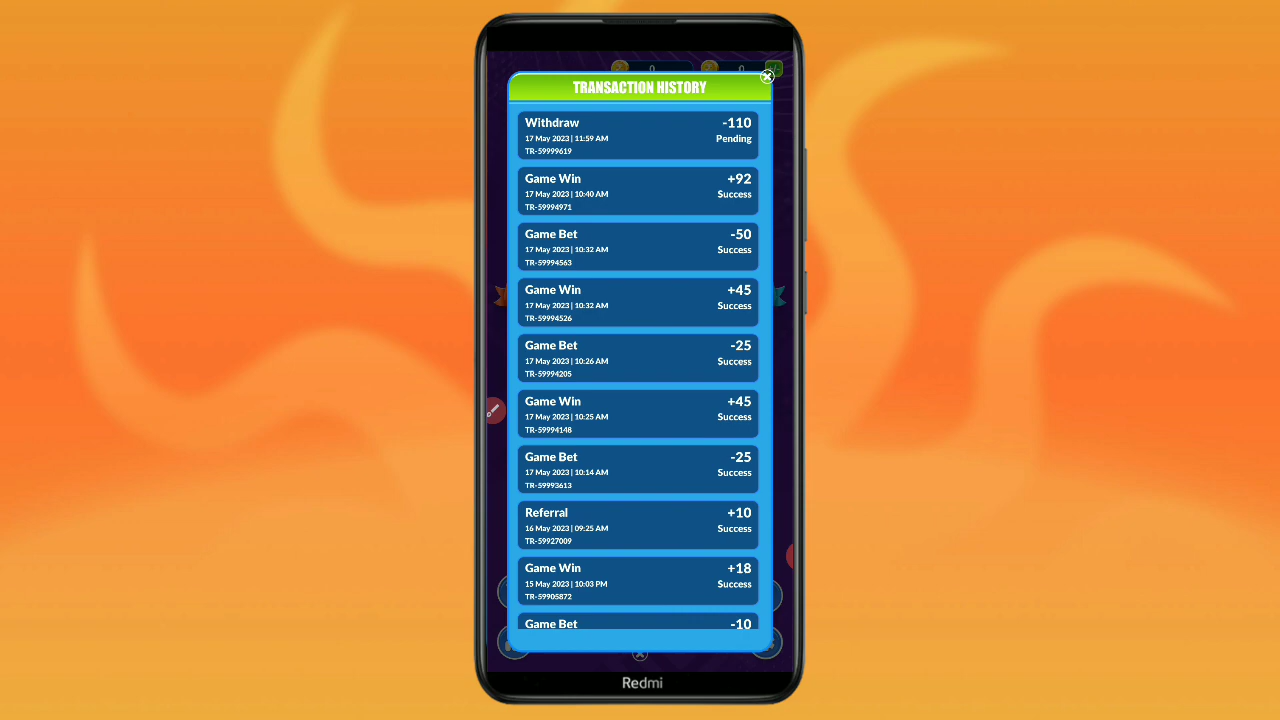 0 0
TRANSACTION HISTORY
Withdraw -110
17 May 2023 | 11:59 AM Pending
TR-59999619
Game Win +92
17 May 2023 | 10:40 AM Success
TR-59994971
Game Bet -50
17 May 2023 | 10:32 AM Success
TR-59994563
Game Win +45
17 May 2023 | 10:32 AM Success
TR-59994526
Game Bet -25
17 May 2023 | 10:26 AM Success
TR-59994205
Game Win +45
17 May 2023 | 10:25 AM Success
TR-59994148
Game Bet -25
17 May 2023 | 10:14 AM Success
TR-59993613
Referral +10
16 May 2023 | 09:25 AM Success
TR-59927009
Game Win +18
15 May 2023 | 10:03 PM Success
TR-59905872
Game Bet -10
Redmi